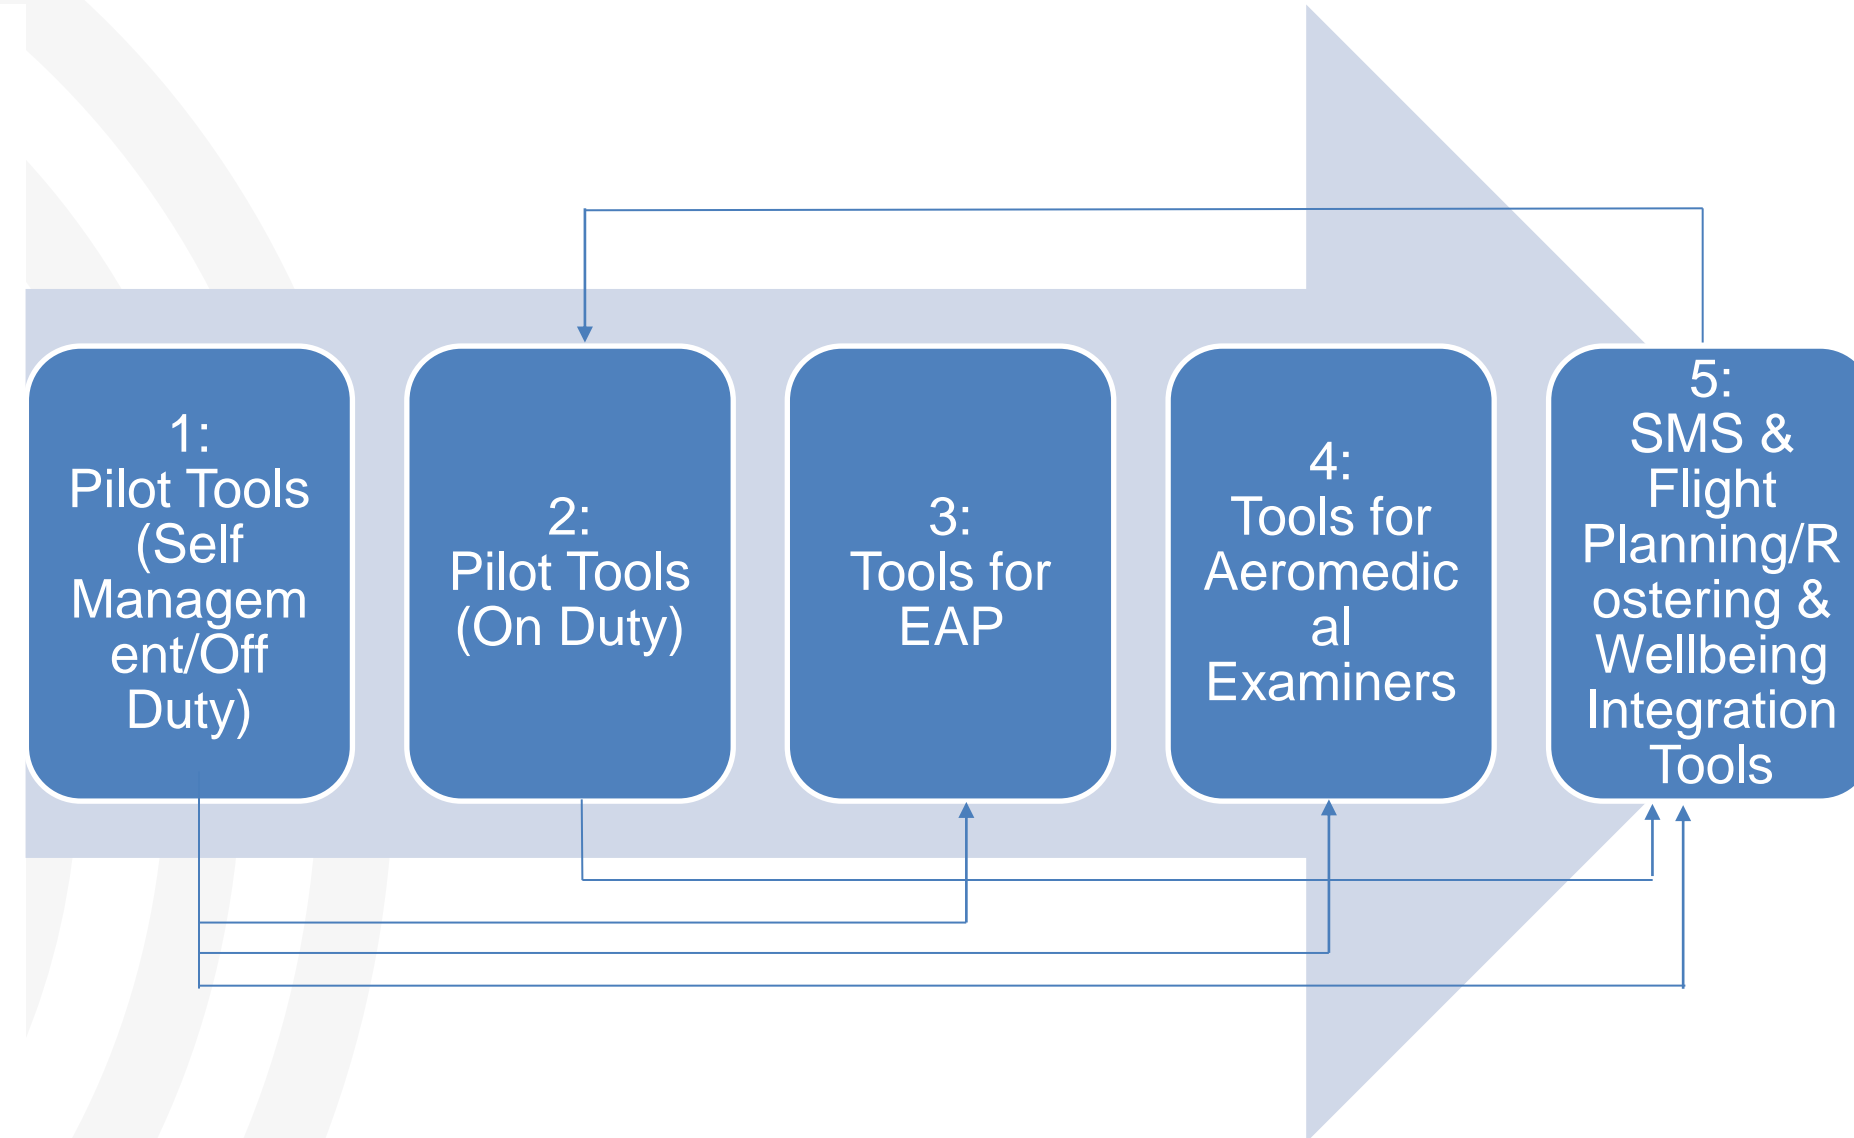 1:
Pilot Tools
(Self
Managem
ent/Off
Duty)
2:
Pilot Tools
(On Duty)
3:
Tools for
EAP
4:
Tools for
Aeromedic
al
Examiners
5:
SMS &
Flight
Planning/R
ostering &
Wellbeing
Integration
Tools